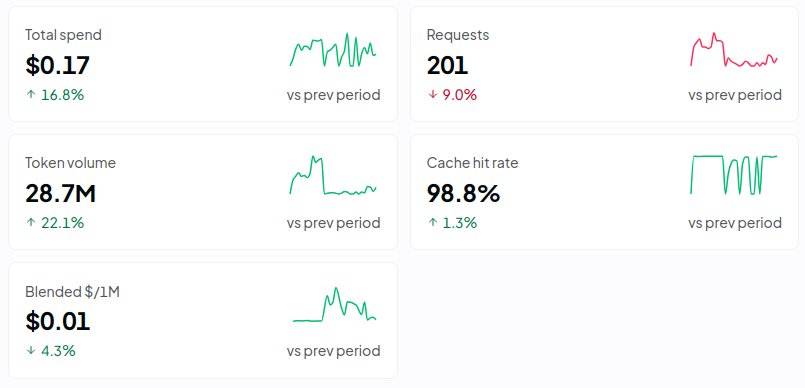 Total spend
$0.17
↑ 16.8%
vs prev period
Requests
201
↓ 9.0%
vs prev period
Token volume
28.7M
↑ 22.1%
vs prev period
Cache hit rate
98.8%
↑ 1.3%
vs prev period
Blended $/1M
$0.01
↓ 4.3%
vs prev period